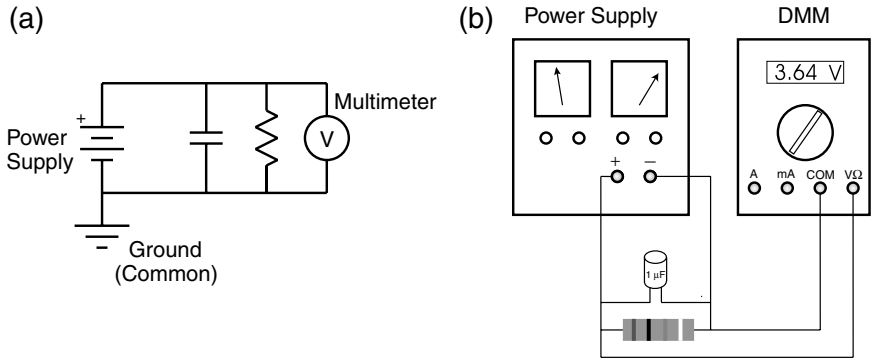 (a)
+
Power
Supply
Multimeter
V
Ground
(Common)
(b)
Power Supply
DMM
3.64 V
+ −
A mA COM VΩ
1 µF